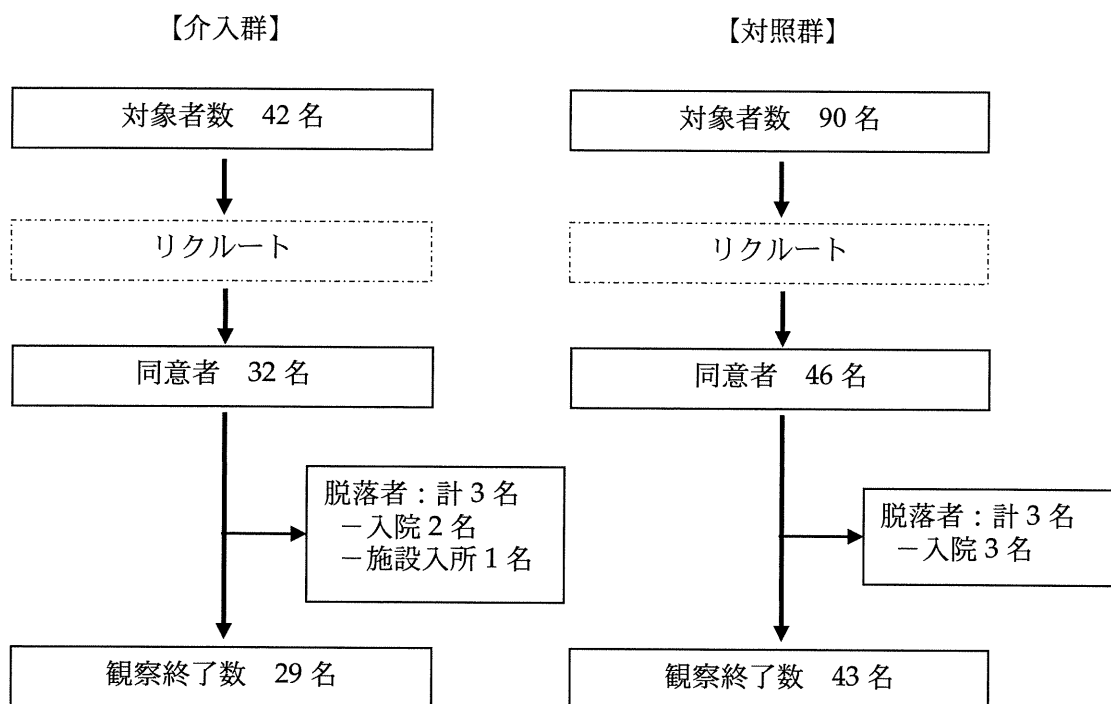 【介入群】
対象者数　42 名
リクルート
同意者　32 名
脱落者：計 3 名
－入院 2 名
－施設入所 1 名
観察終了数　29 名
【対照群】
対象者数　90 名
リクルート
同意者　46 名
脱落者：計 3 名
－入院 3 名
観察終了数　43 名